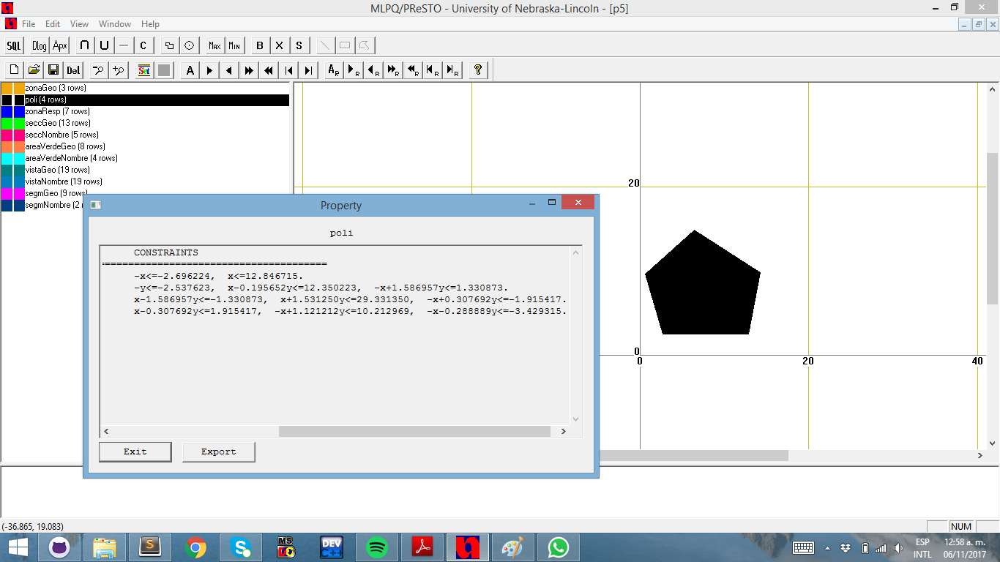 MLPQ/PReSTO - University of Nebraska-Lincoln - [p5]
File Edit View Window Help
SQL Dlog Apx ∩ U — C Max Min B X S
Del Set A A R R R R R R R ?
zonaGeo (3 rows)
poli (4 rows)
zonaResp (7 rows)
seccGeo (13 rows)
seccNombre (5 rows)
areaVerdeGeo (8 rows)
areaVerdeNombre (4 rows)
vistaGeo (19 rows)
vistaNombre (19 rows)
segmGeo (9 rows)
segmNombre (2
20
0
0 20 40
Property
poli
CONSTRAINTS
=======================================
-x<=-2.696224, x<=12.846715.
-y<=-2.537623, x-0.195652y<=12.350223, -x+1.586957y<=1.330873.
x-1.586957y<=-1.330873, x+1.531250y<=29.331350, -x+0.307692y<=-1.915417.
x-0.307692y<=1.915417, -x+1.121212y<=10.212969, -x-0.288889y<=-3.429315.
Exit Export
(-36.865, 19.083) NUM
S MS DEV C++
ESP 12:58 a. m.
INTL 06/11/2017